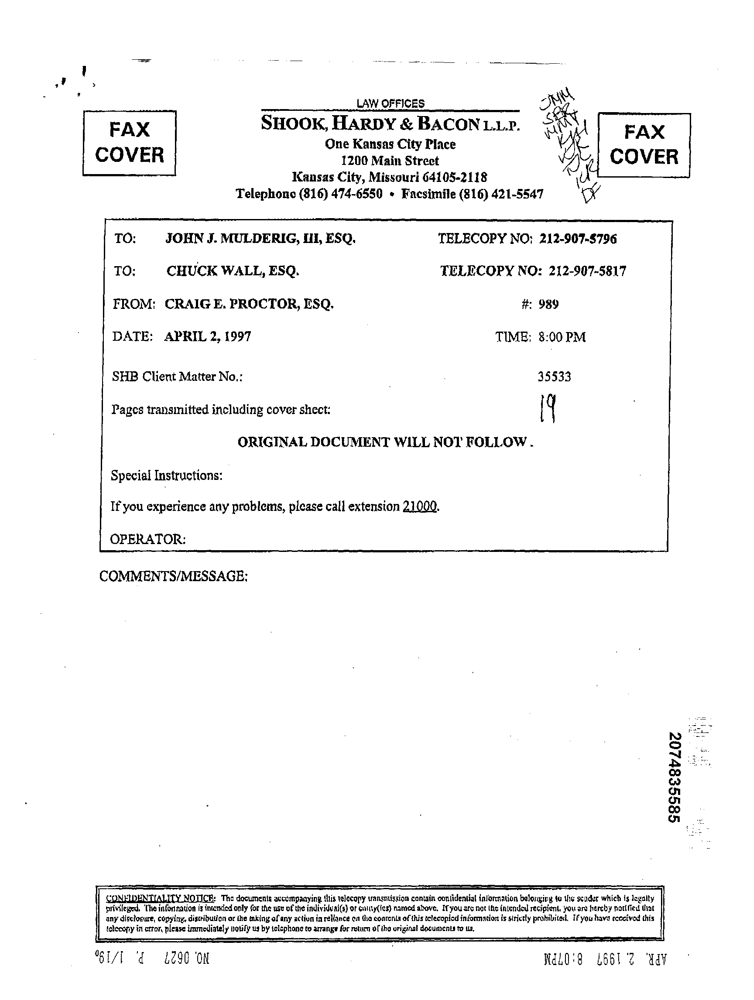 LAW OFFICES
SHOOK, HARDY & BACON L.L.P.
One Kansas City Place
1200 Main Street
Kansas City, Missouri 64105-2118
Telephone (816) 474-6550 • Facsimile (816) 421-5547
FAX
COVER
FAX
COVER
TO: JOHN J. MULDERIG, III, ESQ. TELECOPY NO: 212-907-5796
TO: CHUCK WALL, ESQ. TELECOPY NO: 212-907-5817
FROM: CRAIG E. PROCTOR, ESQ. #: 989
DATE: APRIL 2, 1997 TIME: 8:00 PM
SHB Client Matter No.: 35533
Pages transmitted including cover sheet: 19
ORIGINAL DOCUMENT WILL NOT FOLLOW.
Special Instructions:
If you experience any problems, please call extension 21000.
OPERATOR:
COMMENTS/MESSAGE:
2074835585
CONFIDENTIALITY NOTICE: The documents accompanying this telecopy transmission contain confidential information belonging to the sender which is legally
privileged. The information is intended only for the use of the individual(s) or entity(ies) named above. If you are not the intended recipient, you are hereby notified that
any disclosure, copying, distribution or the taking of any action in reliance on the contents of this telecopied information is strictly prohibited. If you have received this
telecopy in error, please immediately notify us by telephone to arrange for return of the original documents to us.
APR. 2. 1997 8:07PM NO. 0627 P. 1/19